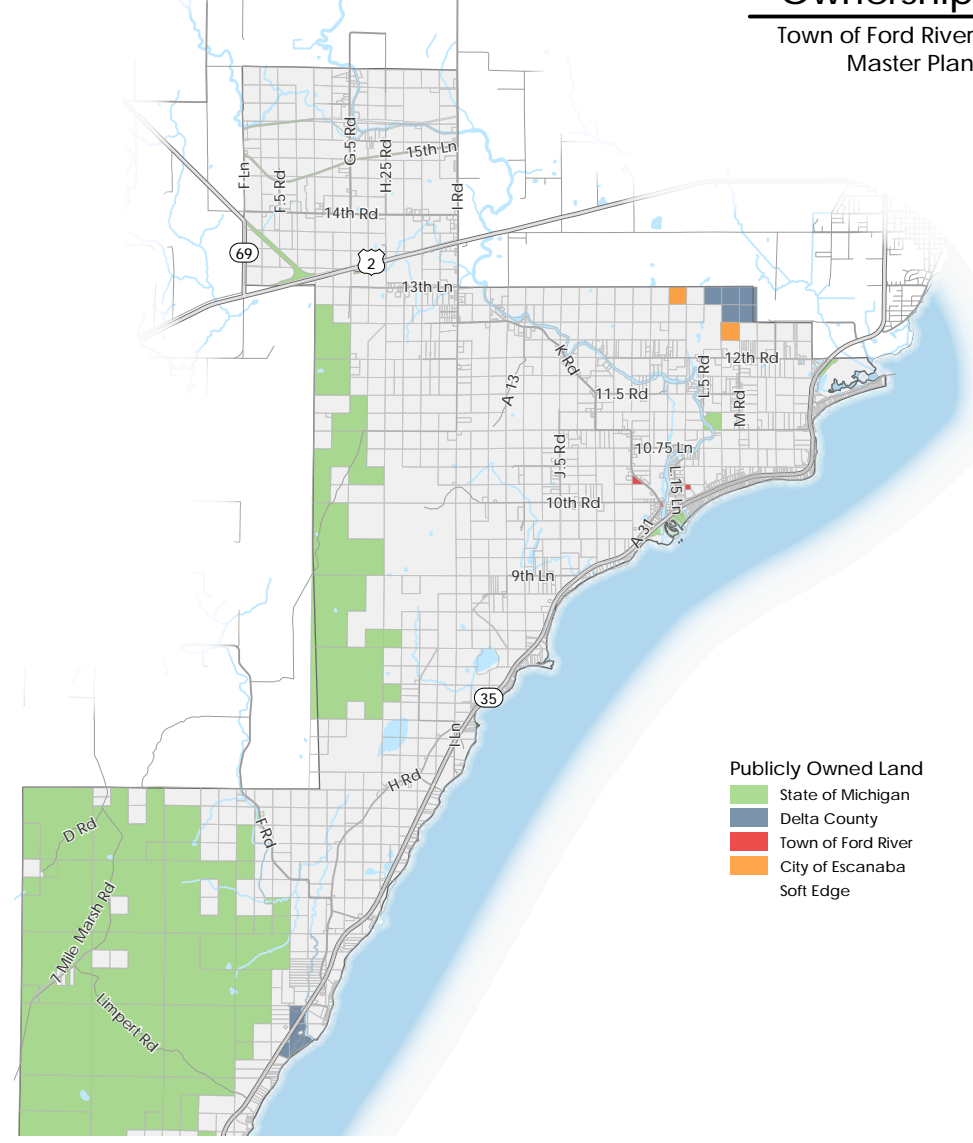 Ownership
Town of Ford River
Master Plan
G.5 Rd
15th Ln
H.25 Rd
F Ln
F.5 Rd
I Rd
14th Rd
69
2
13th Ln
K Rd
12th Rd
L.5 Rd
A 13
11.5 Rd
M Rd
J.5 Rd
10.75 Ln
L.15 Ln
10th Rd
A 31
9th Ln
35
I Ln
H Rd
Publicly Owned Land
State of Michigan
Delta County
Town of Ford River
City of Escanaba
Soft Edge
D Rd
F Rd
7 Mile Marsh Rd
Limpert Rd